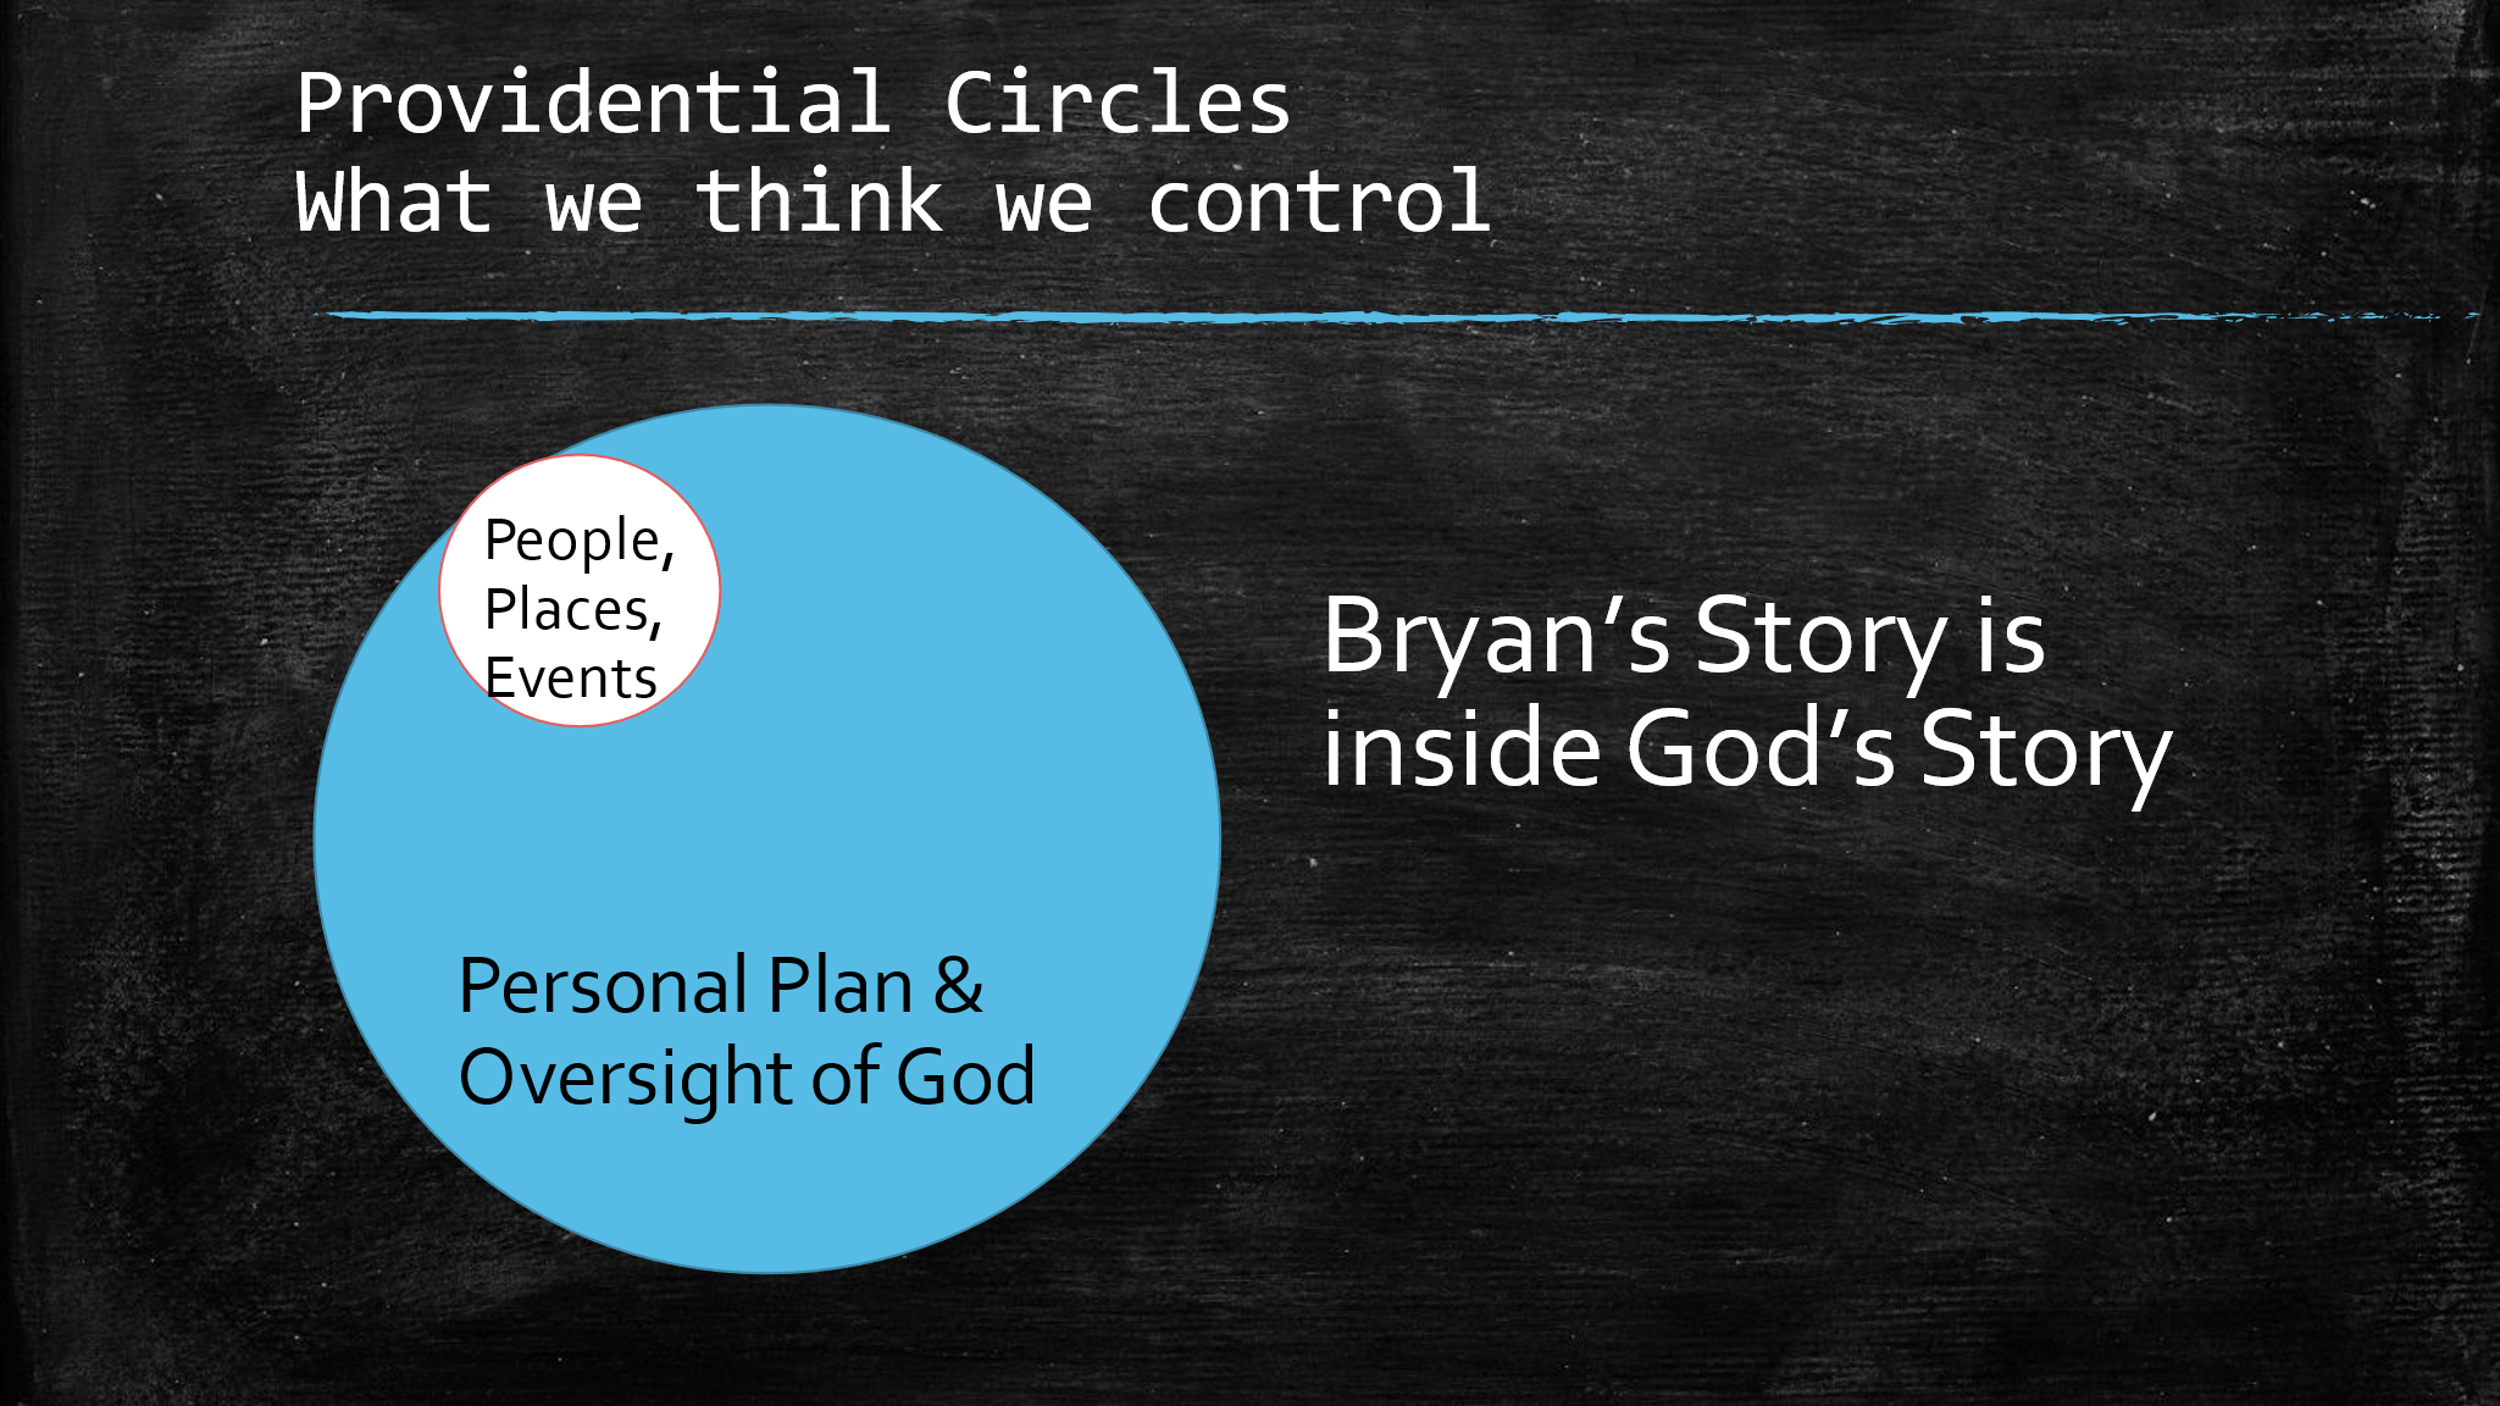 Providential Circles
What we think we control
People,
Places,
Events
Personal Plan &
Oversight of God
Bryan’s Story is
inside God’s Story